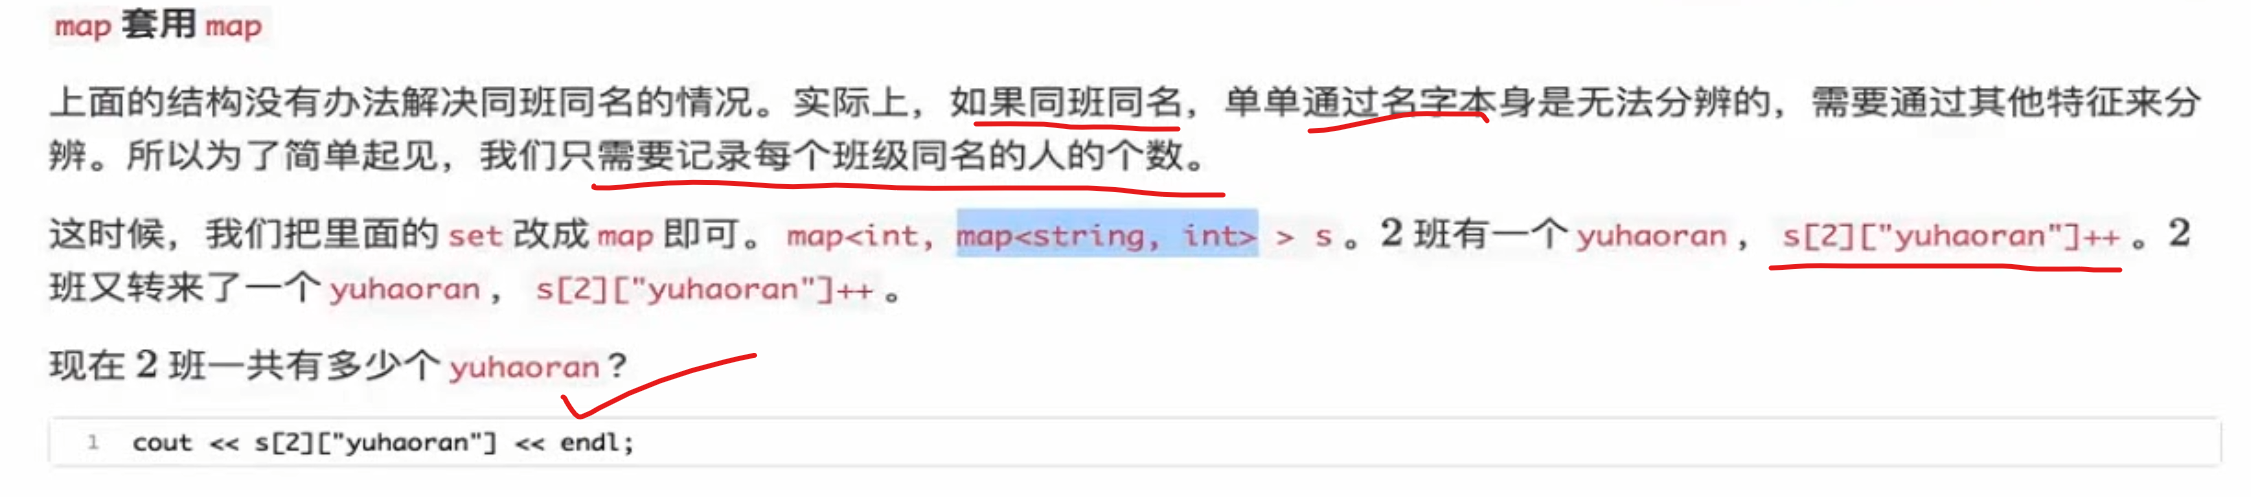 map 套用 map
上面的结构没有办法解决同班同名的情况。实际上，如果同班同名，单单通过名字本身是无法分辨的，需要通过其他特征来分
辨。所以为了简单起见，我们只需要记录每个班级同名的人的个数。
这时候，我们把里面的 set 改成 map 即可。 map<int, map<string, int> > s 。2 班有一个 yuhaoran ， s[2]["yuhaoran"]++ 。2
班又转来了一个 yuhaoran ， s[2]["yuhaoran"]++ 。
现在 2 班一共有多少个 yuhaoran ？
1 cout << s[2]["yuhaoran"] << endl;